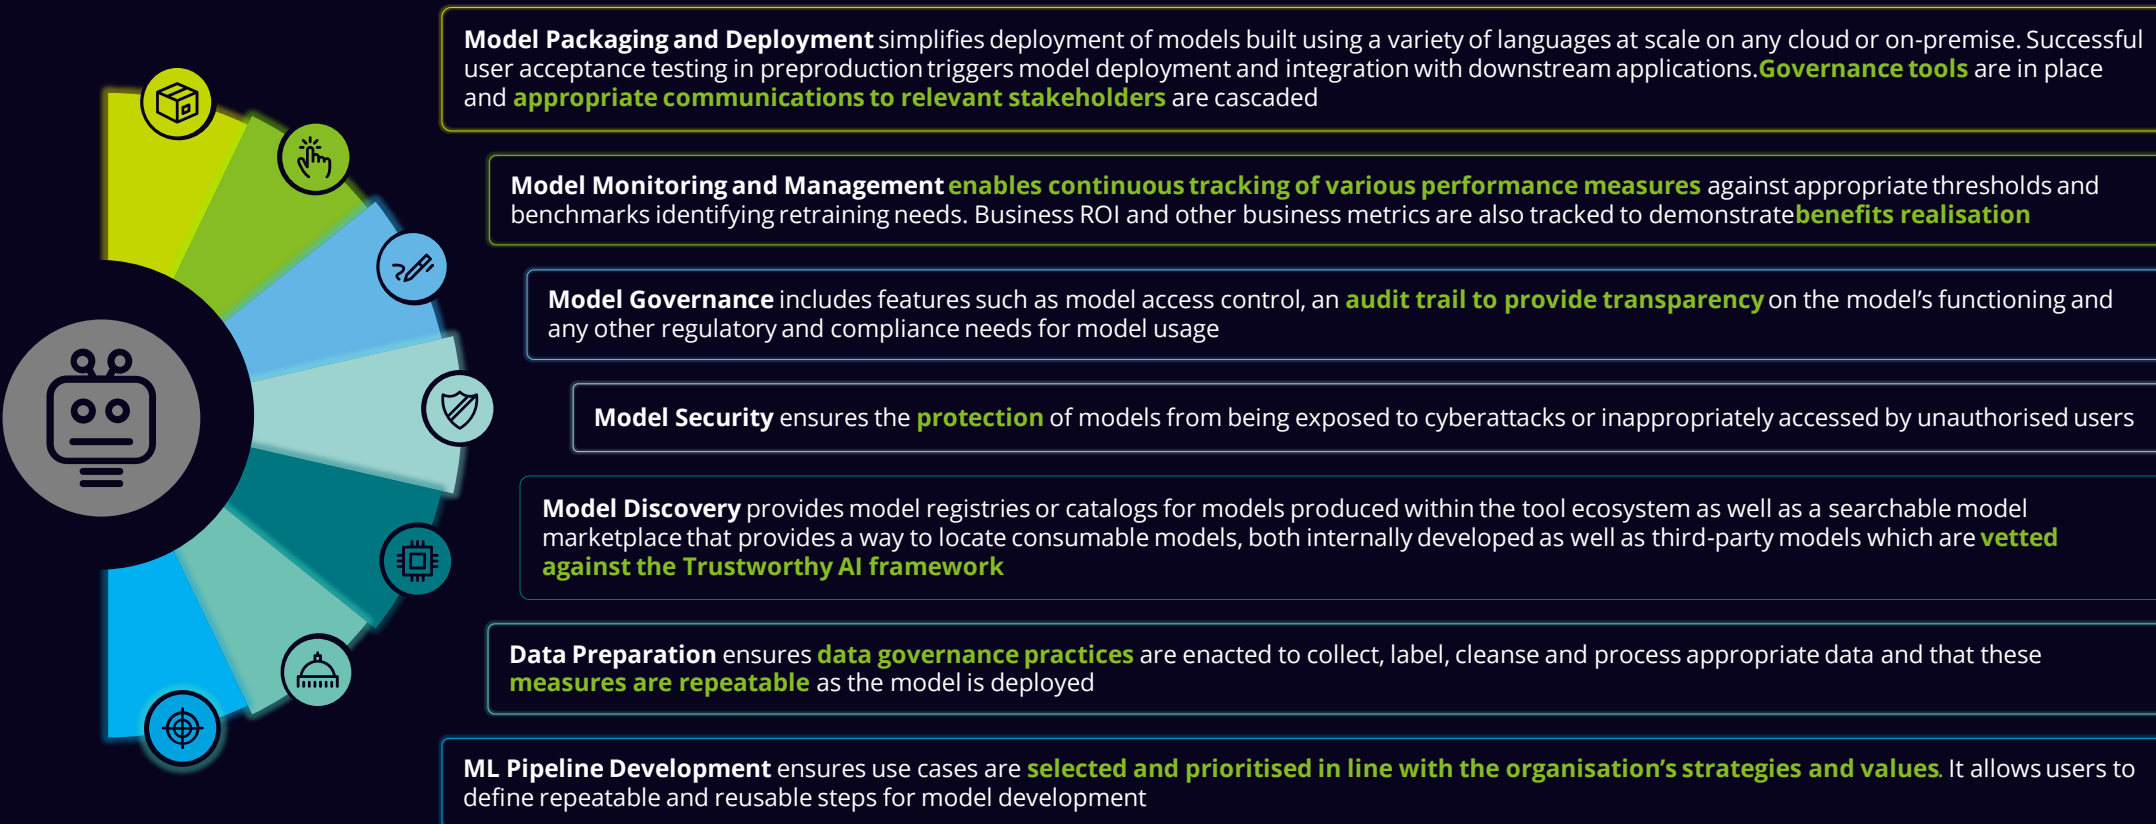 Model Packaging and Deployment simplifies deployment of models built using a variety of languages at scale on any cloud or on-premise. Successful
user acceptance testing in preproduction triggers model deployment and integration with downstream applications.Governance tools are in place
and appropriate communications to relevant stakeholders are cascaded
Model Monitoring and Management enables continuous tracking of various performance measures against appropriate thresholds and
benchmarks identifying retraining needs. Business ROI and other business metrics are also tracked to demonstrate benefits realisation
Model Governance includes features such as model access control, an audit trail to provide transparency on the model’s functioning and
any other regulatory and compliance needs for model usage
Model Security ensures the protection of models from being exposed to cyberattacks or inappropriately accessed by unauthorised users
Model Discovery provides model registries or catalogs for models produced within the tool ecosystem as well as a searchable model
marketplace that provides a way to locate consumable models, both internally developed as well as third-party models which are vetted
against the Trustworthy AI framework
Data Preparation ensures data governance practices are enacted to collect, label, cleanse and process appropriate data and that these
measures are repeatable as the model is deployed
ML Pipeline Development ensures use cases are selected and prioritised in line with the organisation’s strategies and values. It allows users to
define repeatable and reusable steps for model development